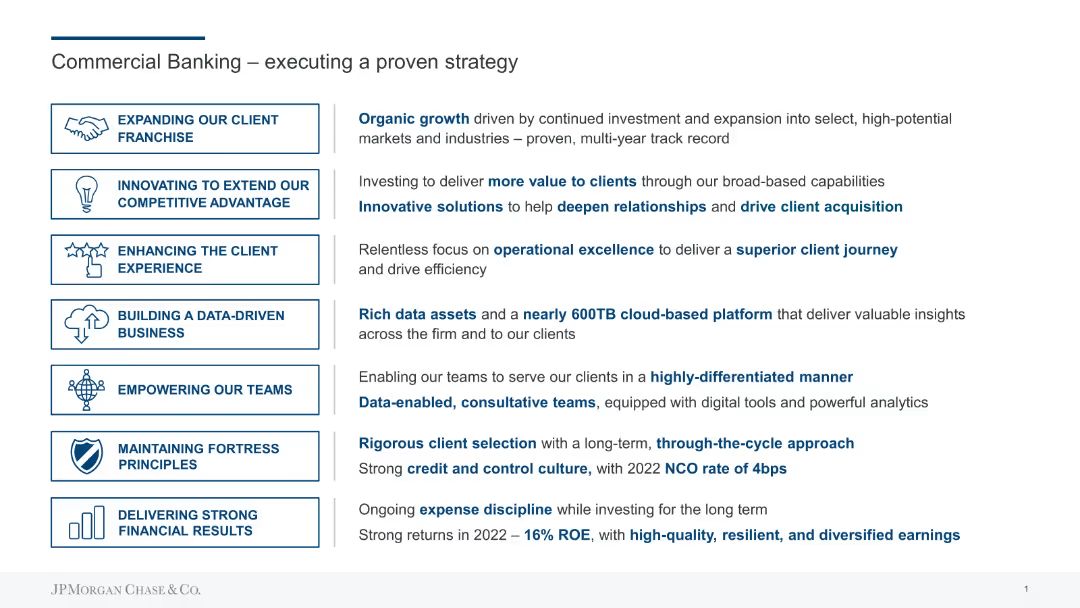 Commercial Banking – executing a proven strategy
EXPANDING OUR CLIENT
FRANCHISE
Organic growth driven by continued investment and expansion into select, high-potential
markets and industries – proven, multi-year track record
INNOVATING TO EXTEND OUR
COMPETITIVE ADVANTAGE
Investing to deliver more value to clients through our broad-based capabilities
Innovative solutions to help deepen relationships and drive client acquisition
ENHANCING THE CLIENT
EXPERIENCE
Relentless focus on operational excellence to deliver a superior client journey
and drive efficiency
BUILDING A DATA-DRIVEN
BUSINESS
Rich data assets and a nearly 600TB cloud-based platform that deliver valuable insights
across the firm and to our clients
EMPOWERING OUR TEAMS
Enabling our teams to serve our clients in a highly-differentiated manner
Data-enabled, consultative teams, equipped with digital tools and powerful analytics
MAINTAINING FORTRESS
PRINCIPLES
Rigorous client selection with a long-term, through-the-cycle approach
Strong credit and control culture, with 2022 NCO rate of 4bps
DELIVERING STRONG
FINANCIAL RESULTS
Ongoing expense discipline while investing for the long term
Strong returns in 2022 – 16% ROE, with high-quality, resilient, and diversified earnings
JPMORGAN CHASE & CO.
1